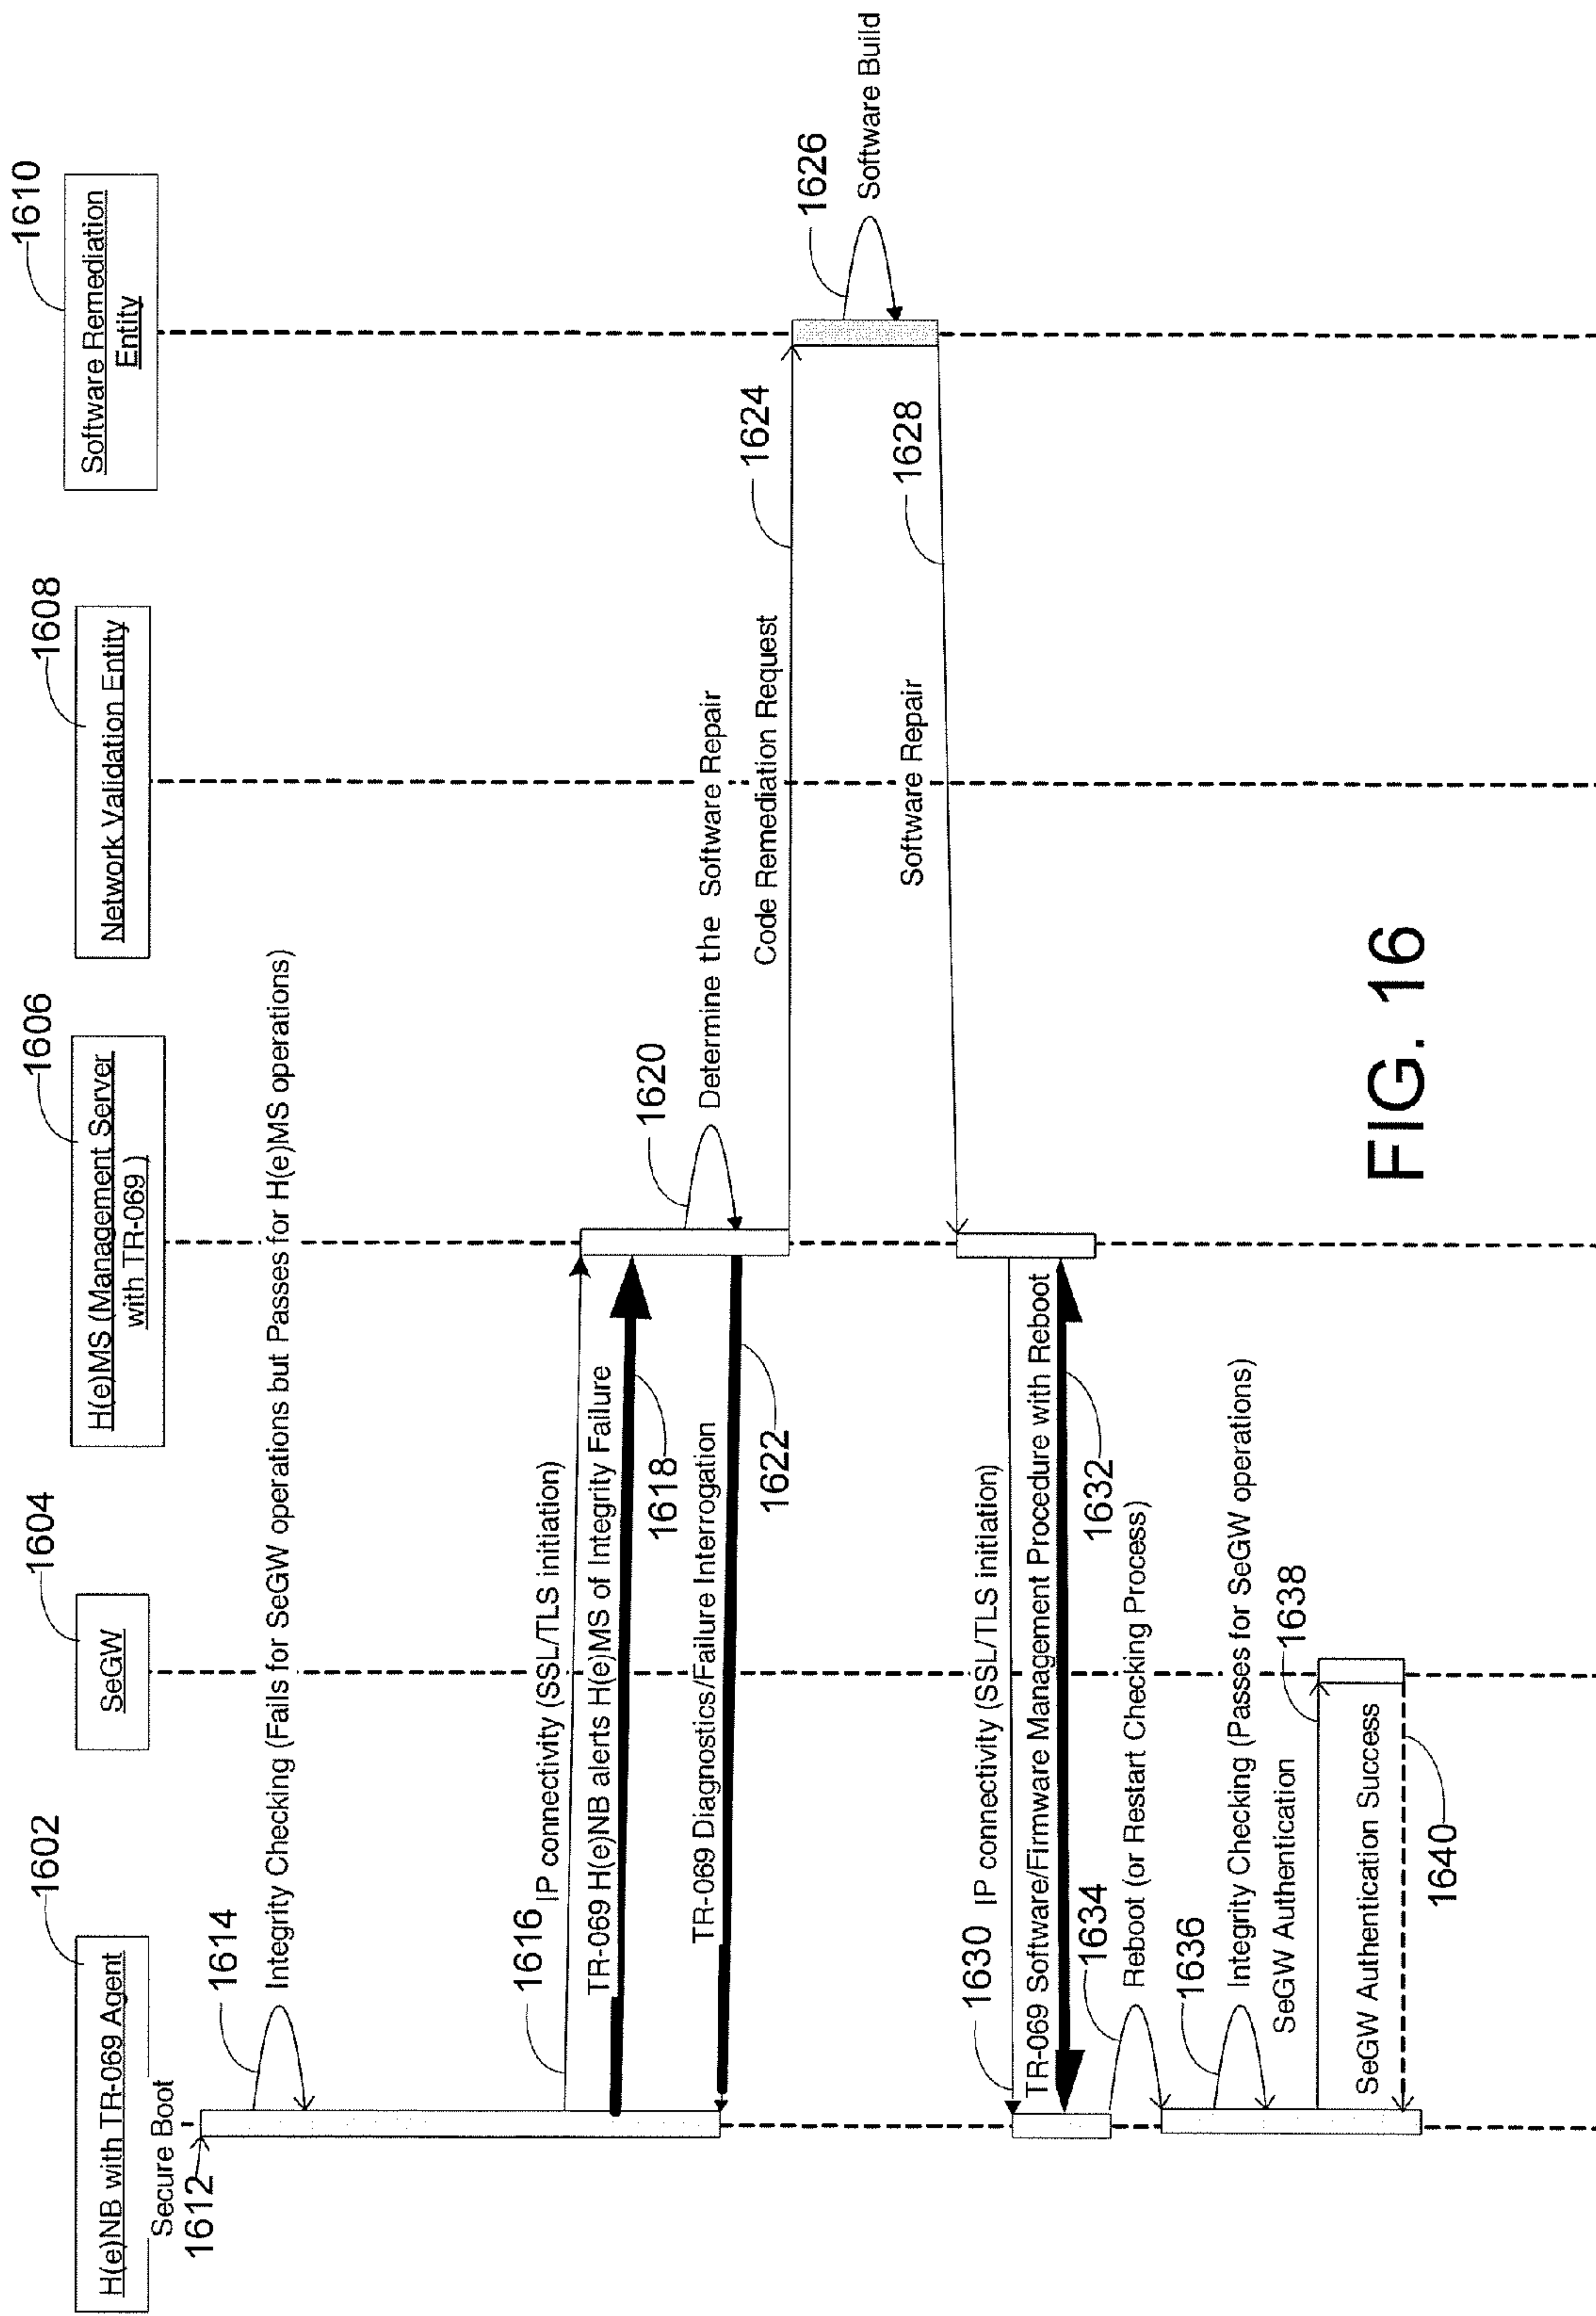 1602
H(e)NB with TR-069 Agent
1604
SeGW
1606
H(e)MS (Management Server
with TR-069 )
1608
Network Validation Entity
1610
Software Remediation
Entity
Secure Boot
1612
1614
Integrity Checking (Fails for SeGW operations but Passes for H(e)MS operations)
1616
IP connectivity (SSL/TLS initiation)
TR-069 H(e)NB alerts H(e)MS of Integrity Failure
1618
1620
Determine the Software Repair
TR-069 Diagnostics/Failure Interrogation
1622
Code Remediation Request
1624
1626
Software Build
Software Repair
1628
1630
IP connectivity (SSL/TLS initiation)
TR-069 Software/Firmware Management Procedure with Reboot
1632
1634
Reboot (or Restart Checking Process)
1636
Integrity Checking (Passes for SeGW operations)
SeGW Authentication
1638
SeGW Authentication Success
1640
FIG. 16